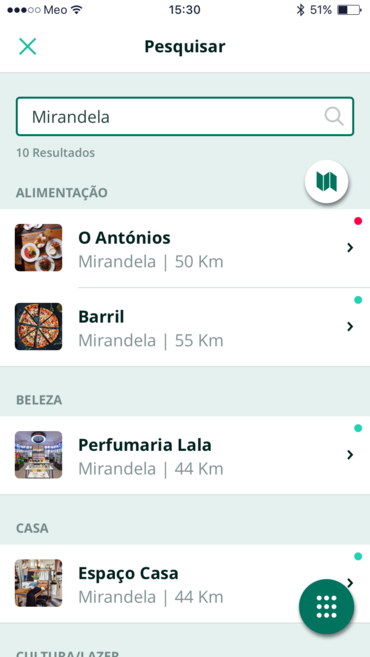 Meo 15:30 51%
Pesquisar
Mirandela
10 Resultados
ALIMENTAÇÃO
O Antónios
Mirandela | 50 Km
Barril
Mirandela | 55 Km
BELEZA
Perfumaria Lala
Mirandela | 44 Km
CASA
Espaço Casa
Mirandela | 44 Km
CULTURA/LAZER